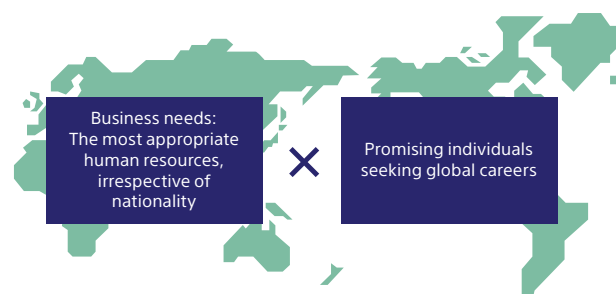 Business needs:
The most appropriate
human resources,
irrespective of
nationality
Promising individuals
seeking global careers